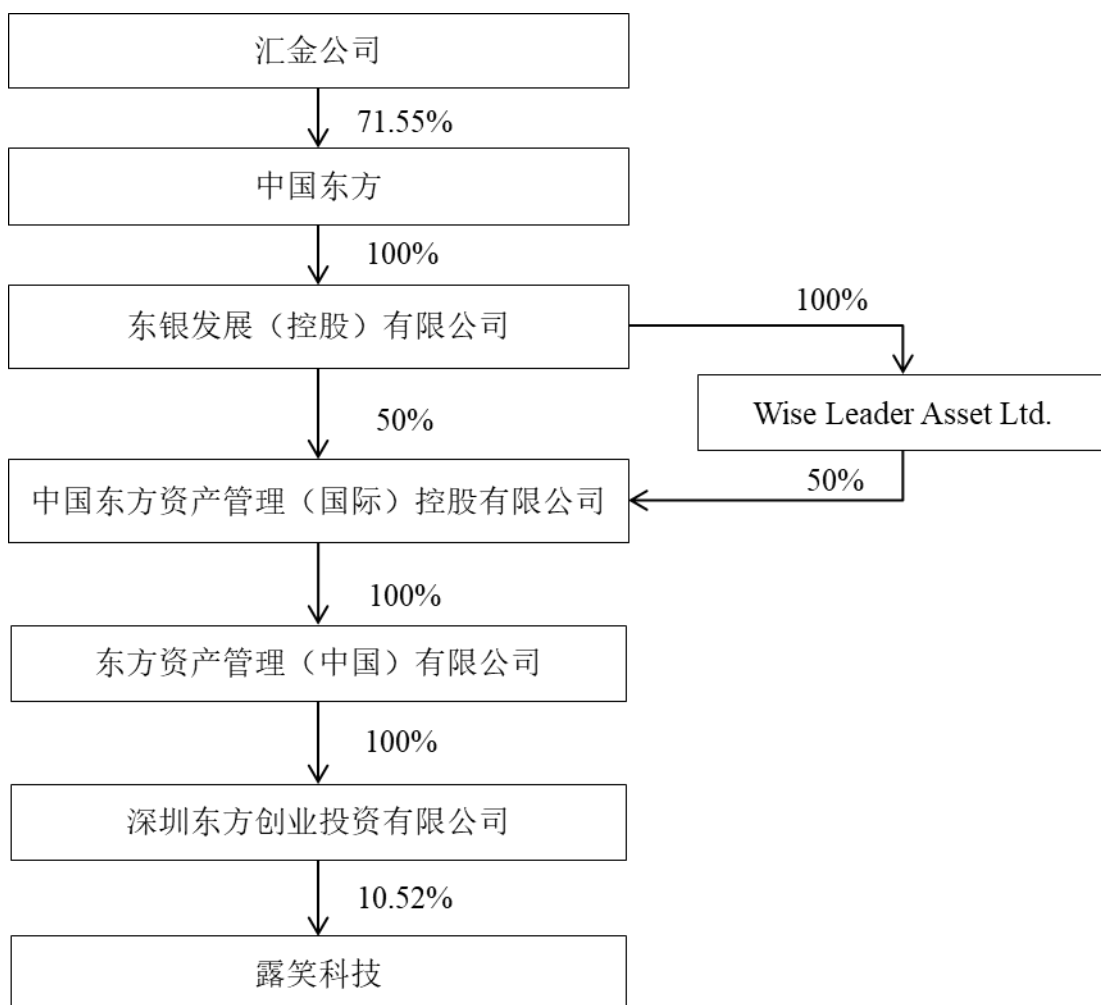 汇金公司
71.55%
中国东方
100%
东银发展（控股）有限公司
100%
Wise Leader Asset Ltd.
50%
50%
中国东方资产管理（国际）控股有限公司
100%
东方资产管理（中国）有限公司
100%
深圳东方创业投资有限公司
10.52%
露笑科技